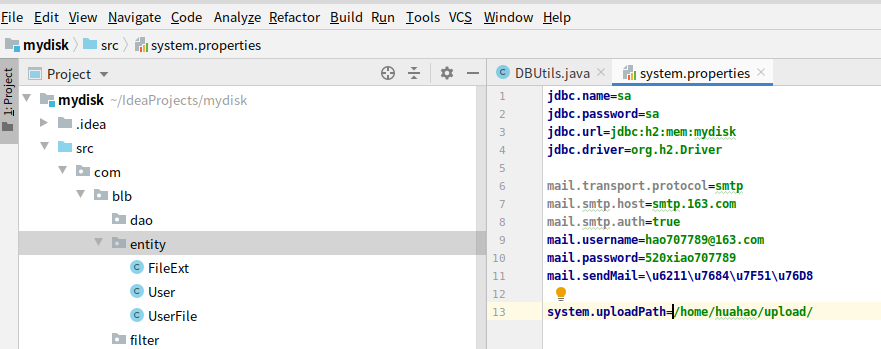 File Edit View Navigate Code Analyze Refactor Build Run Tools VCS Window Help
mydisk src system.properties
1: Project
Project
DBUtils.java system.properties
mydisk ~/IdeaProjects/mydisk
.idea
src
com
blb
dao
entity
FileExt
User
UserFile
filter
1 jdbc.name=sa
2 jdbc.password=sa
3 jdbc.url=jdbc:h2:mem:mydisk
4 jdbc.driver=org.h2.Driver
5
6 mail.transport.protocol=smtp
7 mail.smtp.host=smtp.163.com
8 mail.smtp.auth=true
9 mail.username=hao707789@163.com
10 mail.password=520xiao707789
11 mail.sendMail=\u6211\u7684\u7F51\u76D8
12
13 system.uploadPath=/home/huahao/upload/